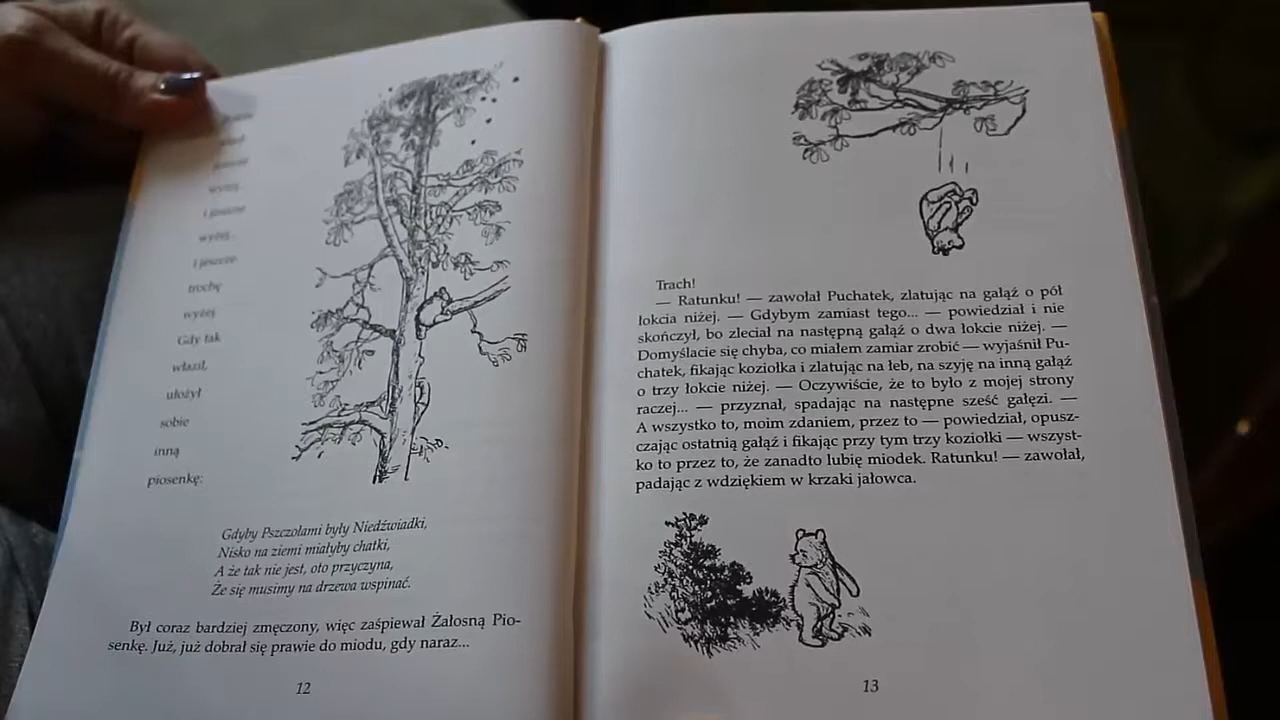 wyżej
i jeszcze
wyżej
i jeszcze
trochę
wyżej
Gdy tak
właził,
ułożył
sobie
inną
piosenkę:
Gdyby Pszczołami były Niedźwiadki,
Nisko na ziemi miałyby chatki,
A że tak nie jest, oto przyczyna,
Że się musimy na drzewa wspinać.
Był coraz bardziej zmęczony, więc zaśpiewał Żałosną Pio-
senkę. Już, już dobrał się prawie do miodu, gdy naraz...
12
Trach!
— Ratunku! — zawołał Puchatek, zlatując na gałąź o pół
łokcia niżej. — Gdybym zamiast tego... — powiedział i nie
skończył, bo zleciał na następną gałąź o dwa łokcie niżej. —
Domyślacie się chyba, co miałem zamiar zrobić — wyjaśnił Pu-
chatek, fikając koziołka i zlatując na łeb, na szyję na inną gałąź
o trzy łokcie niżej. — Oczywiście, że to było z mojej strony
raczej... — przyznał, spadając na następne sześć gałęzi. —
A wszystko to, moim zdaniem, przez to — powiedział, opusz-
czając ostatnią gałąź i fikając przy tym trzy koziołki — wszyst-
ko to przez to, że zanadto lubię miodek. Ratunku! — zawołał,
padając z wdziękiem w krzaki jałowca.
13